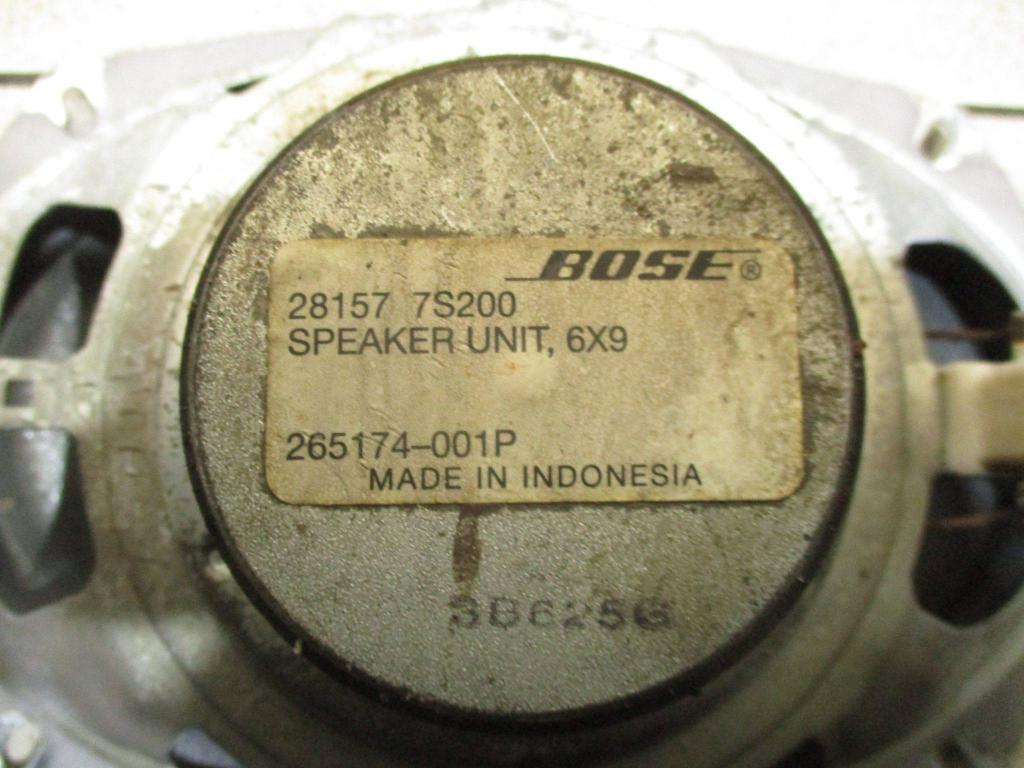 BOSE®
28157 7S200
SPEAKER UNIT, 6X9
265174-001P
MADE IN INDONESIA
3B625G